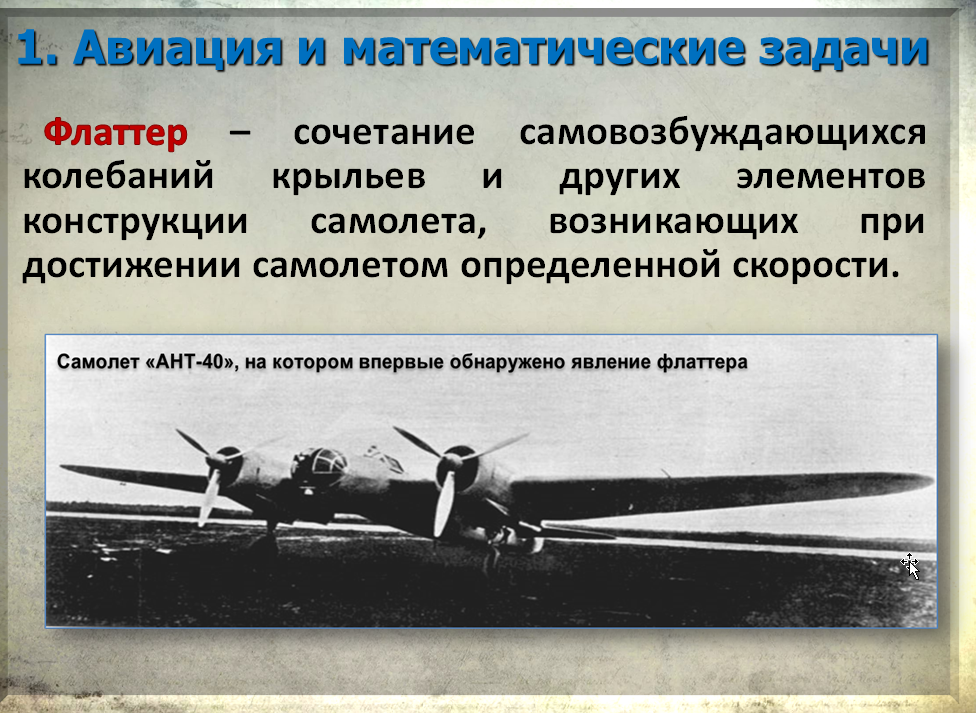 1. Авиация и математические задачи
Флаттер – сочетание самовозбуждающихся
колебаний крыльев и других элементов
конструкции самолета, возникающих при
достижении самолетом определенной скорости.
Самолет «АНТ-40», на котором впервые обнаружено явление флаттера